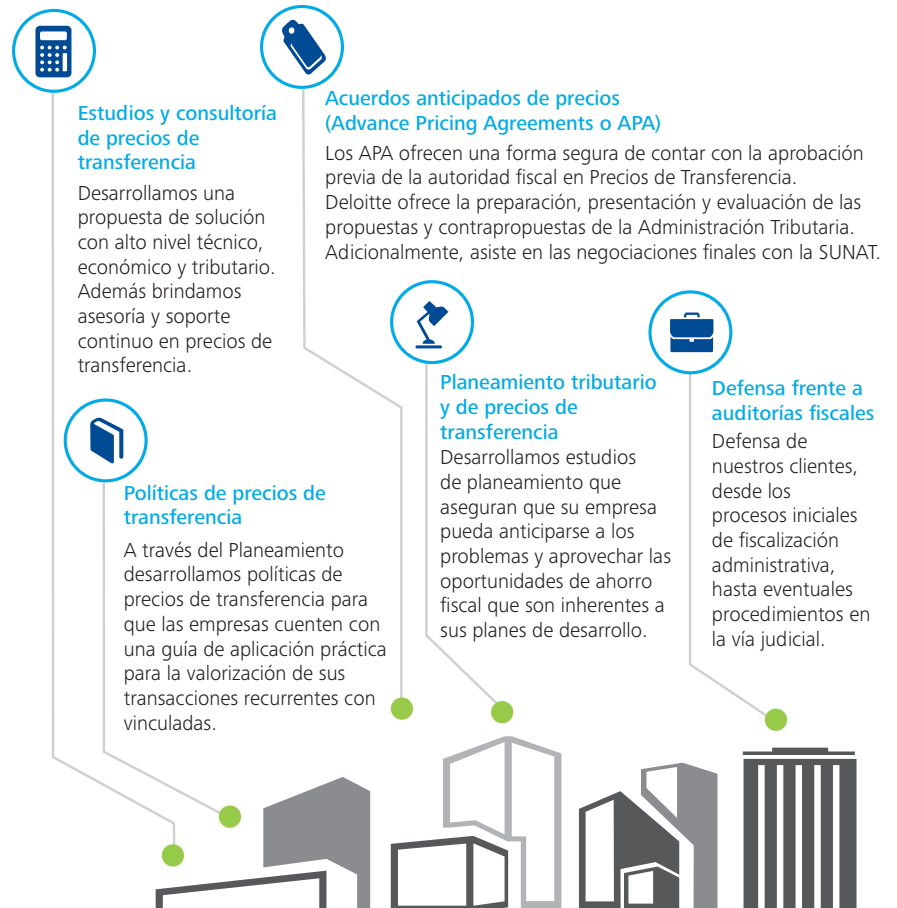 Estudios y consultoría
de precios de
transferencia
Desarrollamos una
propuesta de solución
con alto nivel técnico,
económico y tributario.
Además brindamos
asesoría y soporte
continuo en precios de
transferencia.
Acuerdos anticipados de precios
(Advance Pricing Agreements o APA)
Los APA ofrecen una forma segura de contar con la aprobación
previa de la autoridad fiscal en Precios de Transferencia.
Deloitte ofrece la preparación, presentación y evaluación de las
propuestas y contrapropuestas de la Administración Tributaria.
Adicionalmente, asiste en las negociaciones finales con la SUNAT.
Políticas de precios de
transferencia
A través del Planeamiento
desarrollamos políticas de
precios de transferencia para
que las empresas cuenten con
una guía de aplicación práctica
para la valorización de sus
transacciones recurrentes con
vinculadas.
Planeamiento tributario
y de precios de
transferencia
Desarrollamos estudios
de planeamiento que
aseguran que su empresa
pueda anticiparse a los
problemas y aprovechar las
oportunidades de ahorro
fiscal que son inherentes a
sus planes de desarrollo.
Defensa frente a
auditorías fiscales
Defensa de
nuestros clientes,
desde los
procesos iniciales
de fiscalización
administrativa,
hasta eventuales
procedimientos en
la vía judicial.